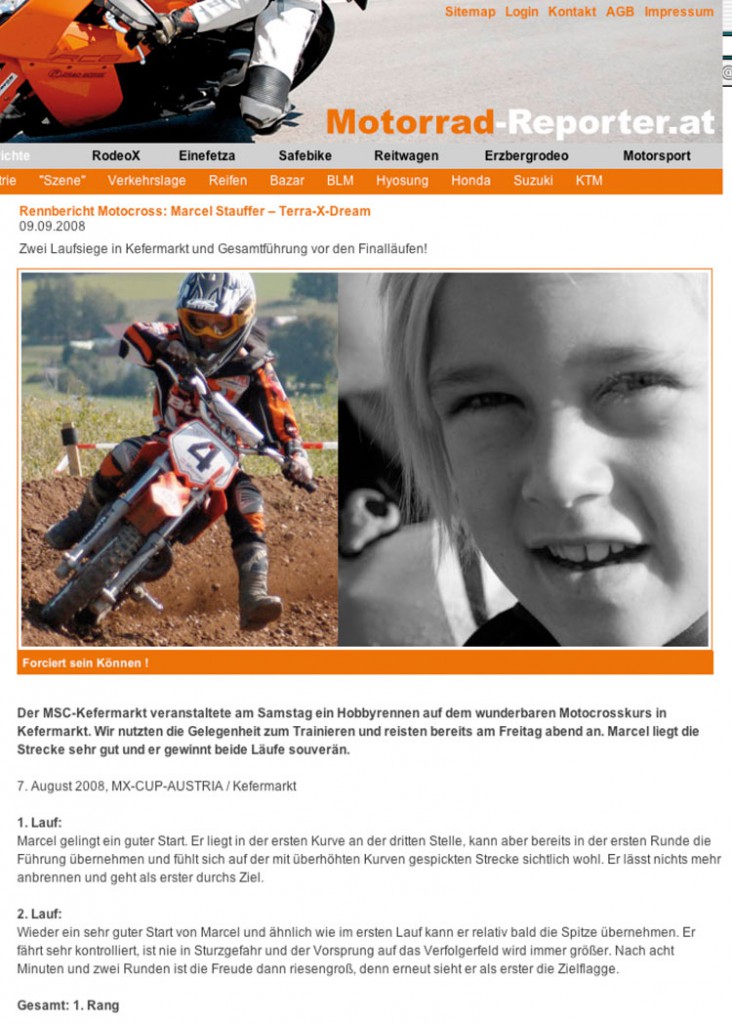 Sitemap Login Kontakt AGB Impressum
Motorrad-Reporter.at
ichte RodeoX Einefetza Safebike Reitwagen Erzbergrodeo Motorsport
trie "Szene" Verkehrslage Reifen Bazar BLM Hyosung Honda Suzuki KTM
Rennbericht Motocross: Marcel Stauffer – Terra-X-Dream
09.09.2008
Zwei Laufsiege in Kefermarkt und Gesamtführung vor den Finalläufen!
4
Forciert sein Können !
Der MSC-Kefermarkt veranstaltete am Samstag ein Hobbyrennen auf dem wunderbaren Motocrosskurs in
Kefermarkt. Wir nutzten die Gelegenheit zum Trainieren und reisten bereits am Freitag abend an. Marcel liegt die
Strecke sehr gut und er gewinnt beide Läufe souverän.
7. August 2008, MX-CUP-AUSTRIA / Kefermarkt
1. Lauf:
Marcel gelingt ein guter Start. Er liegt in der ersten Kurve an der dritten Stelle, kann aber bereits in der ersten Runde die
Führung übernehmen und fühlt sich auf der mit überhöhten Kurven gespickten Strecke sichtlich wohl. Er lässt nichts mehr
anbrennen und geht als erster durchs Ziel.
2. Lauf:
Wieder ein sehr guter Start von Marcel und ähnlich wie im ersten Lauf kann er relativ bald die Spitze übernehmen. Er
fährt sehr kontrolliert, ist nie in Sturzgefahr und der Vorsprung auf das Verfolgerfeld wird immer größer. Nach acht
Minuten und zwei Runden ist die Freude dann riesengroß, denn erneut sieht er als erster die Zielflagge.
Gesamt: 1. Rang